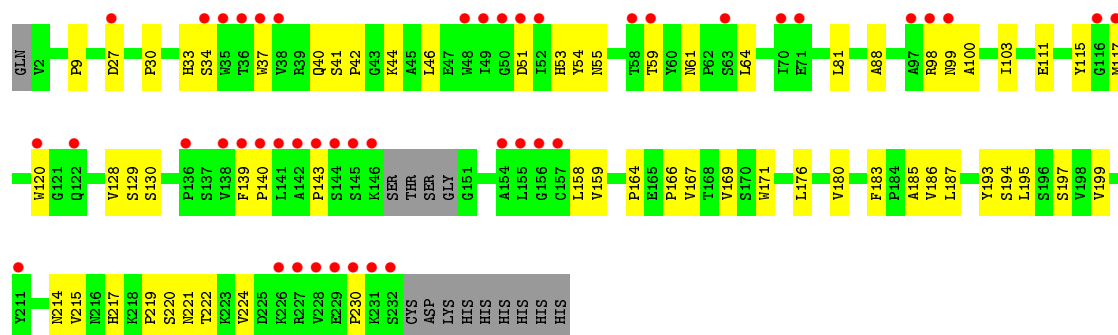 GLN V2 P9 D27 P30 H33 S34 W35 T36 W37 V38 R39 Q40 S41 P42 G43 K44 A45 L46 E47 W48 I49 G50 D51 I52 H53 Y54 N55 T58 T59 Y60 N61 P62 S63 L64 I70 E71 L81 A88 A97 R98 N99 A100 I103 E111 Y115 G116 M117
W120 G121 Q122 V128 S129 S130 P136 S137 V138 F139 P140 L141 A142 P143 S144 S145 K146 SER THR SER GLY G151 A154 L155 G156 C157 L158 V159 P164 E165 P166 V167 T168 V169 S170 W171 L176 V180 F183 P184 A185 V186 L187 Y193 S194 L195 S196 S197 V198 V199
Y211 N214 V215 N216 H217 K218 P219 S220 N221 T222 K223 V224 D225 K226 R227 V228 E229 P230 K231 S232 CYS ASP LYS HIS HIS HIS HIS HIS HIS